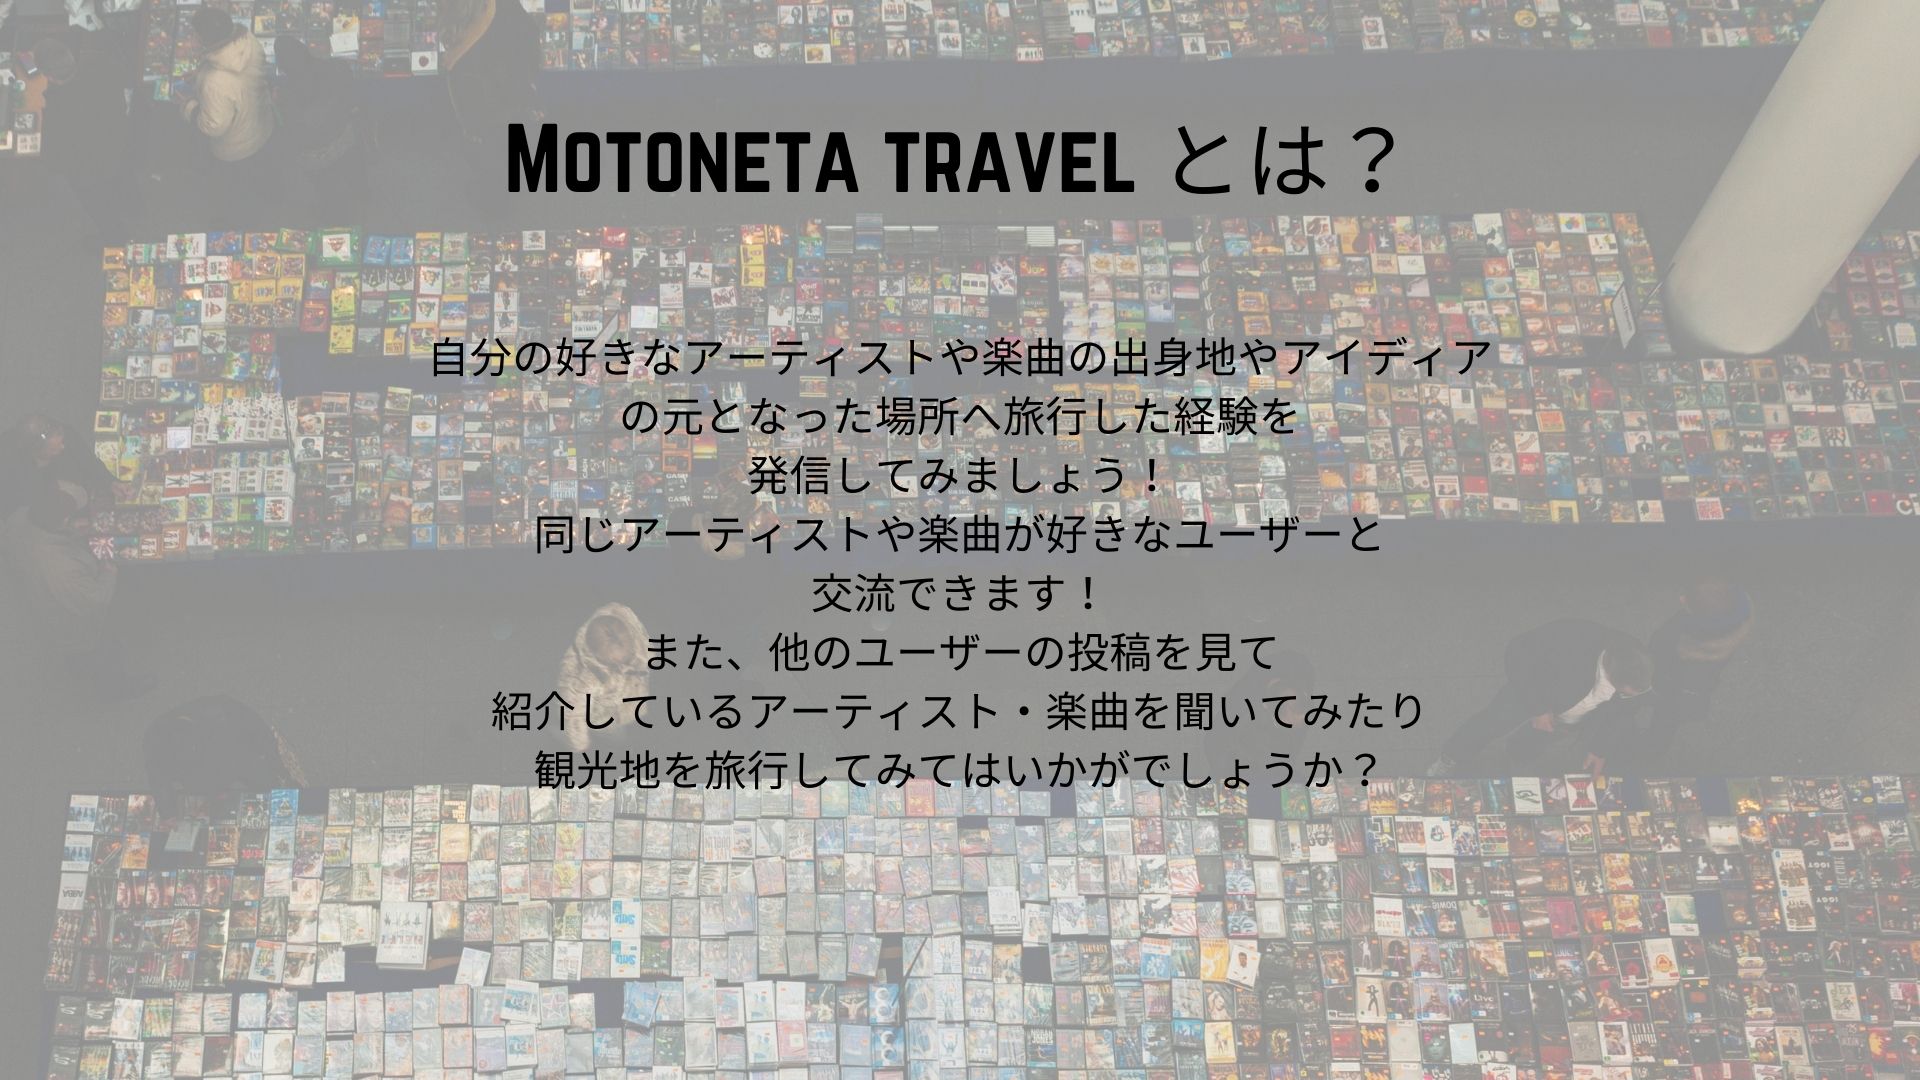 Motoneta travel とは？
自分の好きなアーティストや楽曲の出身地やアイディア
の元となった場所へ旅行した経験を
発信してみましょう！
同じアーティストや楽曲が好きなユーザーと
交流できます！
また、他のユーザーの投稿を見て
紹介しているアーティスト・楽曲を聞いてみたり
観光地を旅行してみてはいかがでしょうか？